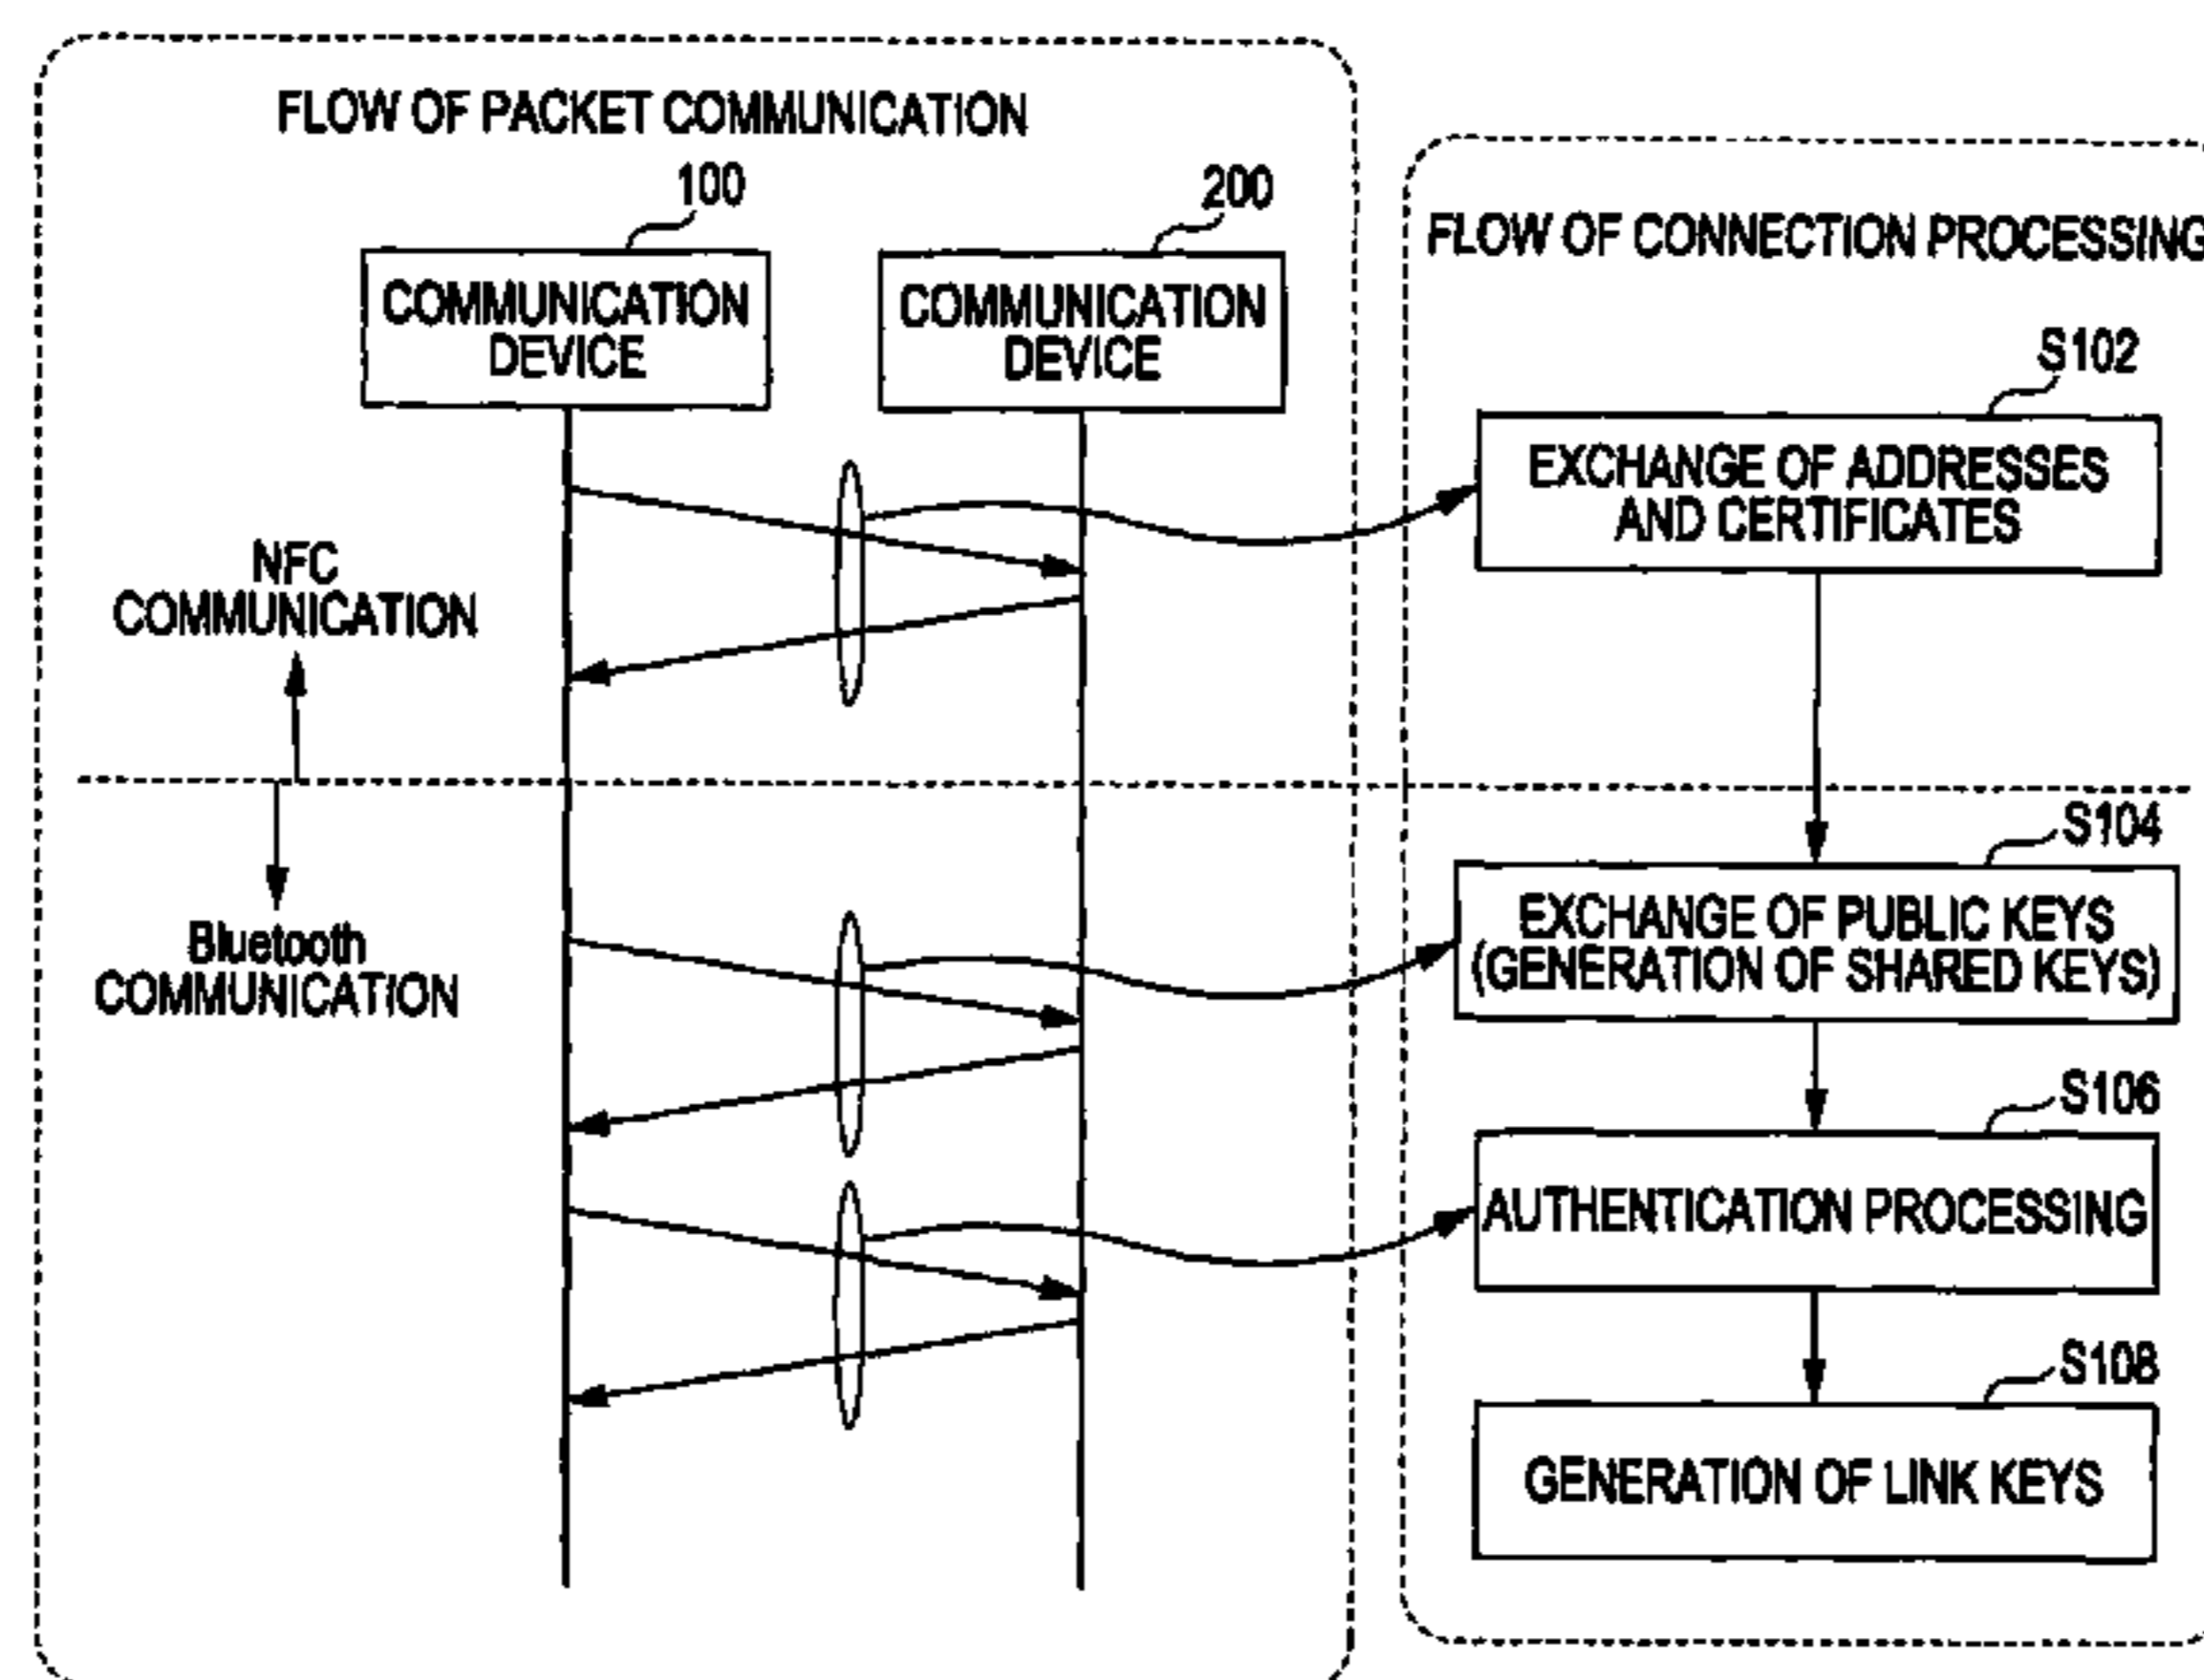 FLOW OF PACKET COMMUNICATION
100
200
COMMUNICATION
DEVICE
COMMUNICATION
DEVICE
NFC
COMMUNICATION
Bluetooth
COMMUNICATION
FLOW OF CONNECTION PROCESSING
S102
EXCHANGE OF ADDRESSES
AND CERTIFICATES
S104
EXCHANGE OF PUBLIC KEYS
(GENERATION OF SHARED KEYS)
S106
AUTHENTICATION PROCESSING
S108
GENERATION OF LINK KEYS